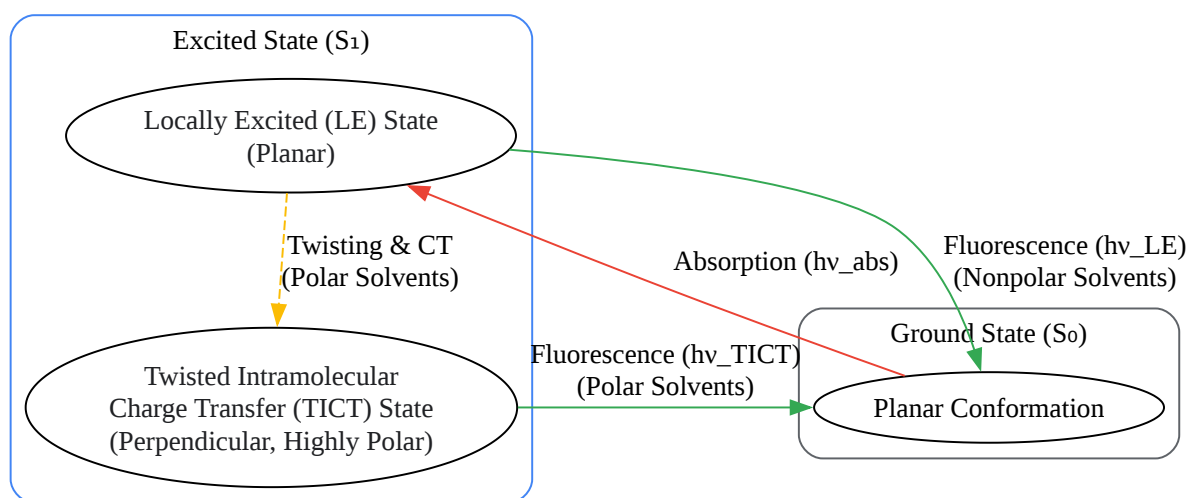 Excited State (S₁)
Locally Excited (LE) State
(Planar)
Twisting & CT
(Polar Solvents)
Absorption (hν_abs)
Fluorescence (hν_LE)
(Nonpolar Solvents)
Ground State (S₀)
Fluorescence (hν_TICT)
(Polar Solvents)
Twisted Intramolecular
Charge Transfer (TICT) State
(Perpendicular, Highly Polar)
Planar Conformation